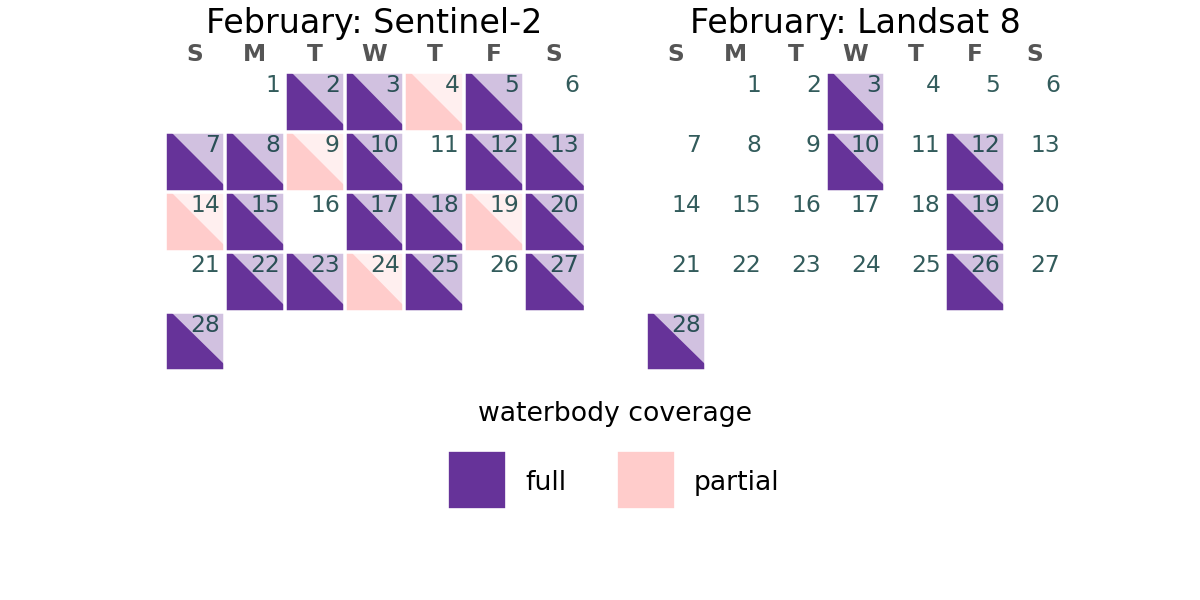 February: Sentinel-2
S M T W T F S
1 2 3 4 5 6
7 8 9 10 11 12 13
14 15 16 17 18 19 20
21 22 23 24 25 26 27
28
February: Landsat 8
S M T W T F S
1 2 3 4 5 6
7 8 9 10 11 12 13
14 15 16 17 18 19 20
21 22 23 24 25 26 27
28
waterbody coverage
full partial